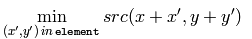 min src(x + x', y + y')
(x',y') in element